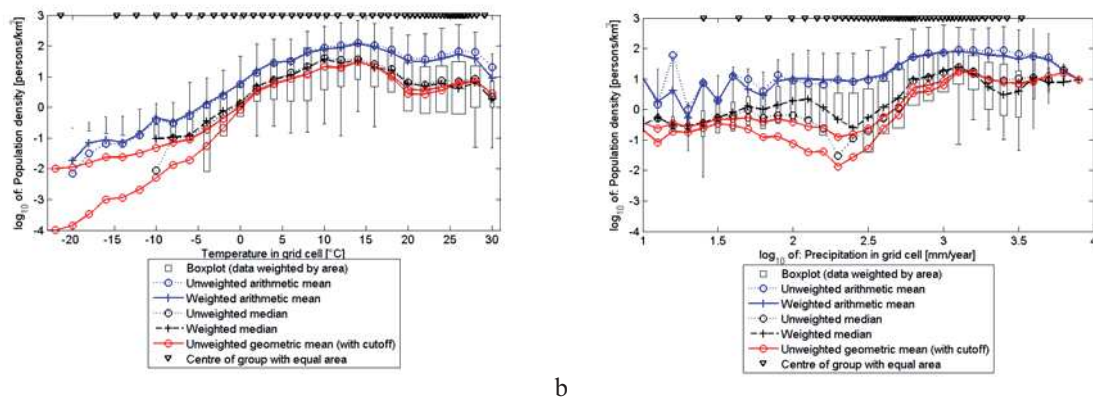 3
2
1
0
-1
-2
-3
-4
log10 of: Population density [persons/km²]
-20 -15 -10 -5 0 5 10 15 20 25 30
Temperature in grid cell [°C]
Boxplot (data weighted by area)
Unweighted arithmetic mean
Weighted arithmetic mean
Unweighted median
Weighted median
Unweighted geometric mean (with cutoff)
Centre of group with equal area
3
2
1
0
-1
-2
-3
-4
log10 of: Population density [persons/km²]
1 1.5 2 2.5 3 3.5 4
log10 of: Precipitation in grid cell [mm/year]
Boxplot (data weighted by area)
Unweighted arithmetic mean
Weighted arithmetic mean
Unweighted median
Weighted median
Unweighted geometric mean (with cutoff)
Centre of group with equal area
b